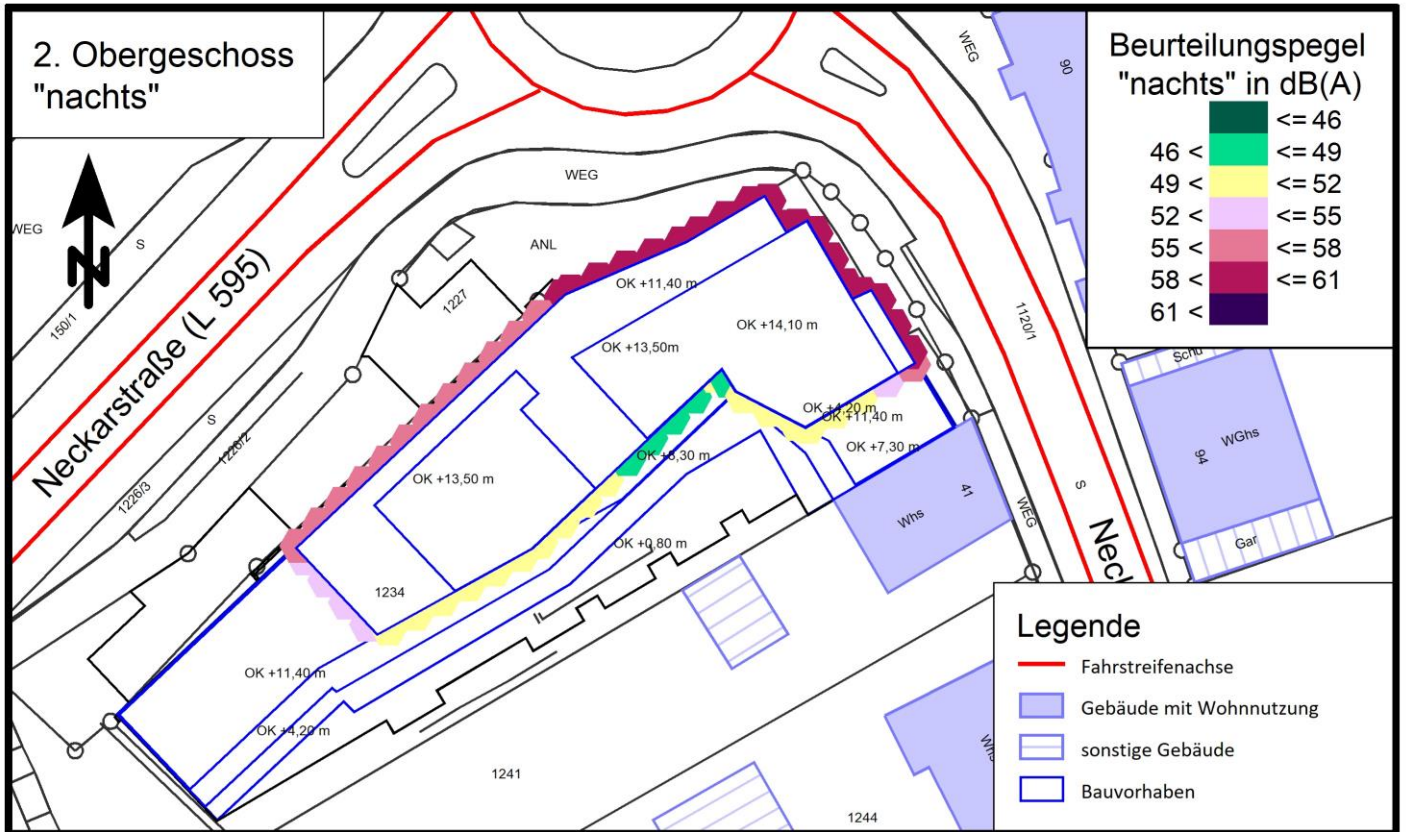 2. Obergeschoss
"nachts"
Beurteilungspegel
"nachts" in dB(A)
<= 46
46 < <= 49
49 < <= 52
52 < <= 55
55 < <= 58
58 < <= 61
61 <
WEG
90
WEG
ANL
N
WEG
S
150/1
Neckarstraße (L 595)
1227
OK +11,40 m
OK +14,10 m
OK +13,50m
1120/1
Schu
S
1226/2
1226/3
OK +4,20 m
OK +11,40 m
OK +7,30 m
94
WGhs
OK +8,30 m
OK +13,50 m
41
Whs
WEG
S
Gar
Neck
OK +0,80 m
1234
OK +11,40 m
OK +4,20 m
1241
1244
Whs
Legende
Fahrstreifenachse
Gebäude mit Wohnnutzung
sonstige Gebäude
Bauvorhaben